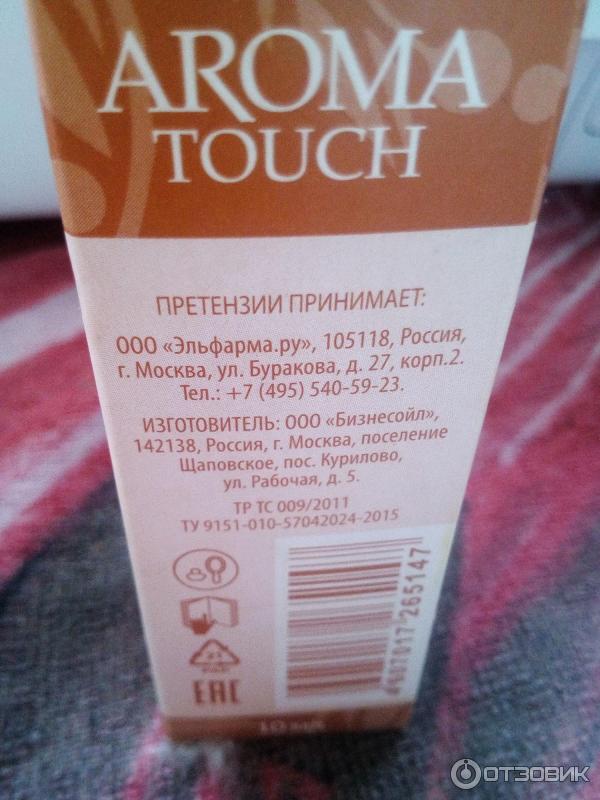 AROMA
TOUCH
ПРЕТЕНЗИИ ПРИНИМАЕТ:
ООО «Эльфарма.ру», 105118, Россия,
г. Москва, ул. Буракова, д. 27, корп.2.
Тел.: +7 (495) 540-59-23.
ИЗГОТОВИТЕЛЬ: ООО «Бизнесойл»,
142138, Россия, г. Москва, поселение
Щаповское, пос. Курилово,
ул. Рабочая, д. 5.
ТР ТС 009/2011
ТУ 9151-010-57042024-2015
4607017265147
21
EAC
10 мл
ОТЗОВИК